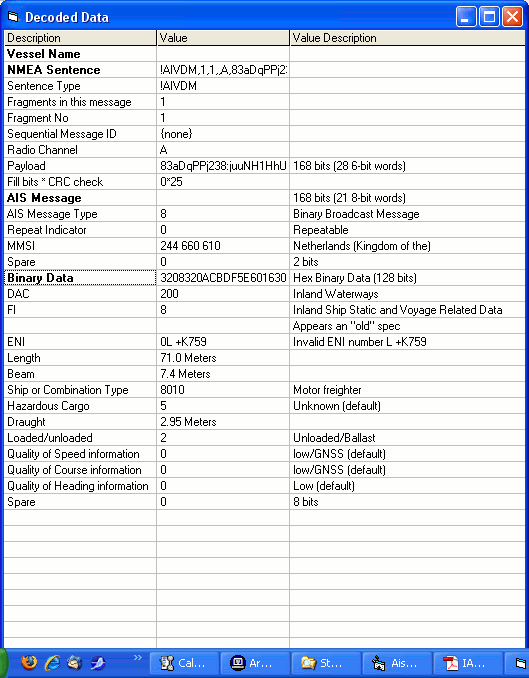 Decoded Data
Description Value Value Description
Vessel Name
NMEA Sentence !AIVDM,1,1,,A,83aDqPPj2
Sentence Type !AIVDM
Fragments in this message 1
Fragment No 1
Sequential Message ID {none}
Radio Channel A
Payload 83aDqPPj238:juuNH1HhU 168 bits (28 6-bit words)
Fill bits * CRC check 0*25
AIS Message 168 bits (21 8-bit words)
AIS Message Type 8 Binary Broadcast Message
Repeat Indicator 0 Repeatable
MMSI 244 660 610 Netherlands (Kingdom of the)
Spare 0 2 bits
Binary Data 3208320ACBDF5E601630 Hex Binary Data (128 bits)
DAC 200 Inland Waterways
FI 8 Inland Ship Static and Voyage Related Data
Appears an "old" spec
ENI 0L +K759 Invalid ENI number L +K759
Length 71.0 Meters
Beam 7.4 Meters
Ship or Combination Type 8010 Motor freighter
Hazardous Cargo 5 Unknown (default)
Draught 2.95 Meters
Loaded/unloaded 2 Unloaded/Ballast
Quality of Speed information 0 low/GNSS (default)
Quality of Course information 0 low/GNSS (default)
Quality of Heading information 0 Low (default)
Spare 0 8 bits
Cal... Ar... St... Ais... IA...